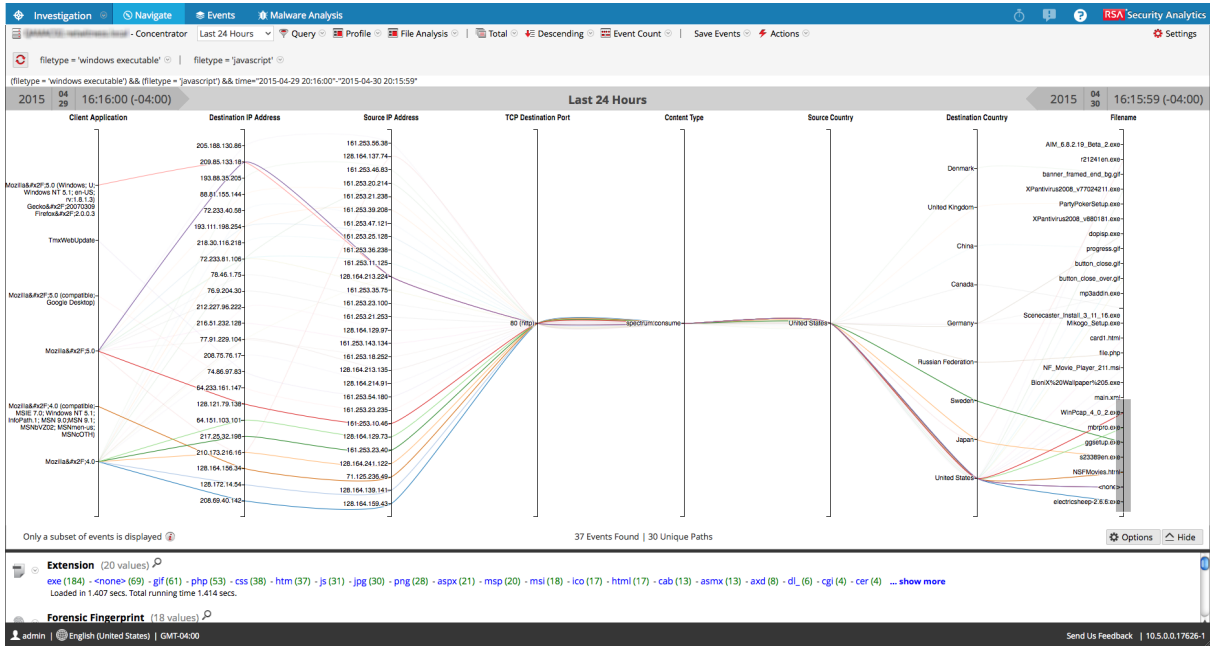 Investigation Navigate Events Malware Analysis RSA Security Analytics
- Concentrator Last 24 Hours Query Profile File Analysis | Total Descending Event Count | Save Events Actions Settings
filetype = 'windows executable' | filetype = 'javascript'
(filetype = 'windows executable') && (filetype = 'javascript') && time="2015-04-29 20:16:00"-"2015-04-30 20:15:59"
2015 04 29 16:16:00 (-04:00) Last 24 Hours 2015 04 30 16:15:59 (-04:00)
Client Application
Mozilla&#x2F;5.0 (Windows; U;
Windows NT 5.1; en-US;
rv:1.8.1.3)
Gecko&#x2F;20070309
Firefox&#x2F;2.0.0.3
TmxWebUpdate
Mozilla&#x2F;5.0 (compatible;
Google Desktop)
Mozilla&#x2F;5.0
Mozilla&#x2F;4.0 (compatible;
MSIE 7.0; Windows NT 5.1;
InfoPath.1; MSN 9.0;MSN 9.1;
MSNbVZ02; MSNmen-us;
MSNcOTH)
Mozilla&#x2F;4.0
Destination IP Address
205.188.130.86
209.85.133.18
193.88.35.205
88.81.155.144
72.233.40.58
193.111.198.254
218.30.116.218
72.233.81.106
78.46.1.75
76.9.204.30
212.227.96.222
216.51.232.128
77.91.229.104
208.75.76.17
74.86.97.83
64.233.161.147
128.121.79.138
64.151.103.101
217.25.32.198
210.173.216.16
128.164.156.34
128.172.14.54
208.69.40.142
Source IP Address
161.253.56.38
128.164.137.74
161.253.46.83
161.253.20.214
161.253.21.238
161.253.39.208
161.253.47.121
161.253.25.128
161.253.36.238
161.253.11.125
128.164.213.224
161.253.35.75
161.253.23.100
161.253.21.253
128.164.129.97
161.253.143.134
161.253.18.252
128.164.213.135
128.164.214.91
161.253.54.180
161.253.23.235
161.253.10.46
128.164.129.73
161.253.23.40
128.164.241.122
71.125.236.49
128.164.139.141
128.164.159.43
TCP Destination Port
80 (http)
Content Type
spectrum:consume
Source Country
United States
Destination Country
Denmark
United Kingdom
China
Canada
Germany
Russian Federation
Sweden
Japan
United States
Filename
AIM_6.8.2.19_Beta_2.exe
r21241en.exe
banner_framed_end_bg.gif
XPantivirus2008_v77024211.exe
PartyPokerSetup.exe
XPantivirus2008_v880181.exe
dopisp.exe
progress.gif
button_close.gif
button_close_over.gif
mp3addin.exe
Scenecaster_Install_3_11_16.exe
Mikogo_Setup.exe
card1.html
file.php
NF_Movie_Player_211.msi
BioniX%20Wallpaper%205.exe
main.xml
WinPcap_4_0_2.exe
mbrpro.exe
ggsetup.exe
s23389en.exe
NSFMovies.html
<none>
electricsheep-2.6.6.exe
Only a subset of events is displayed 37 Events Found | 30 Unique Paths Options Hide
Extension (20 values)
exe (184) - <none> (69) - gif (61) - php (53) - css (38) - htm (37) - js (31) - jpg (30) - png (28) - aspx (21) - msp (20) - msi (18) - ico (17) - html (17) - cab (13) - asmx (13) - axd (8) - dl_ (6) - cgi (4) - cer (4) ... show more
Loaded in 1.407 secs. Total running time 1.414 secs.
Forensic Fingerprint (18 values)
admin | English (United States) | GMT-04:00 Send Us Feedback | 10.5.0.0.17626-1